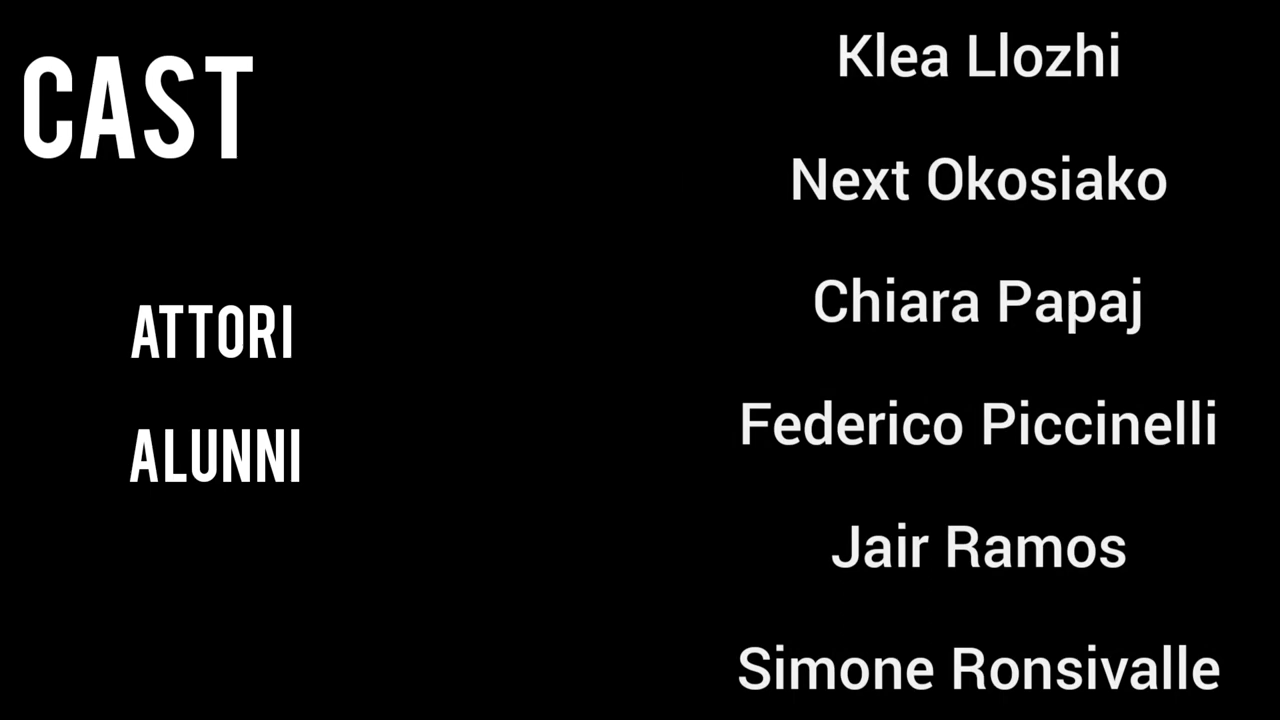 CAST
ATTORI
ALUNNI
Klea Llozhi
Next Okosiako
Chiara Papaj
Federico Piccinelli
Jair Ramos
Simone Ronsivalle